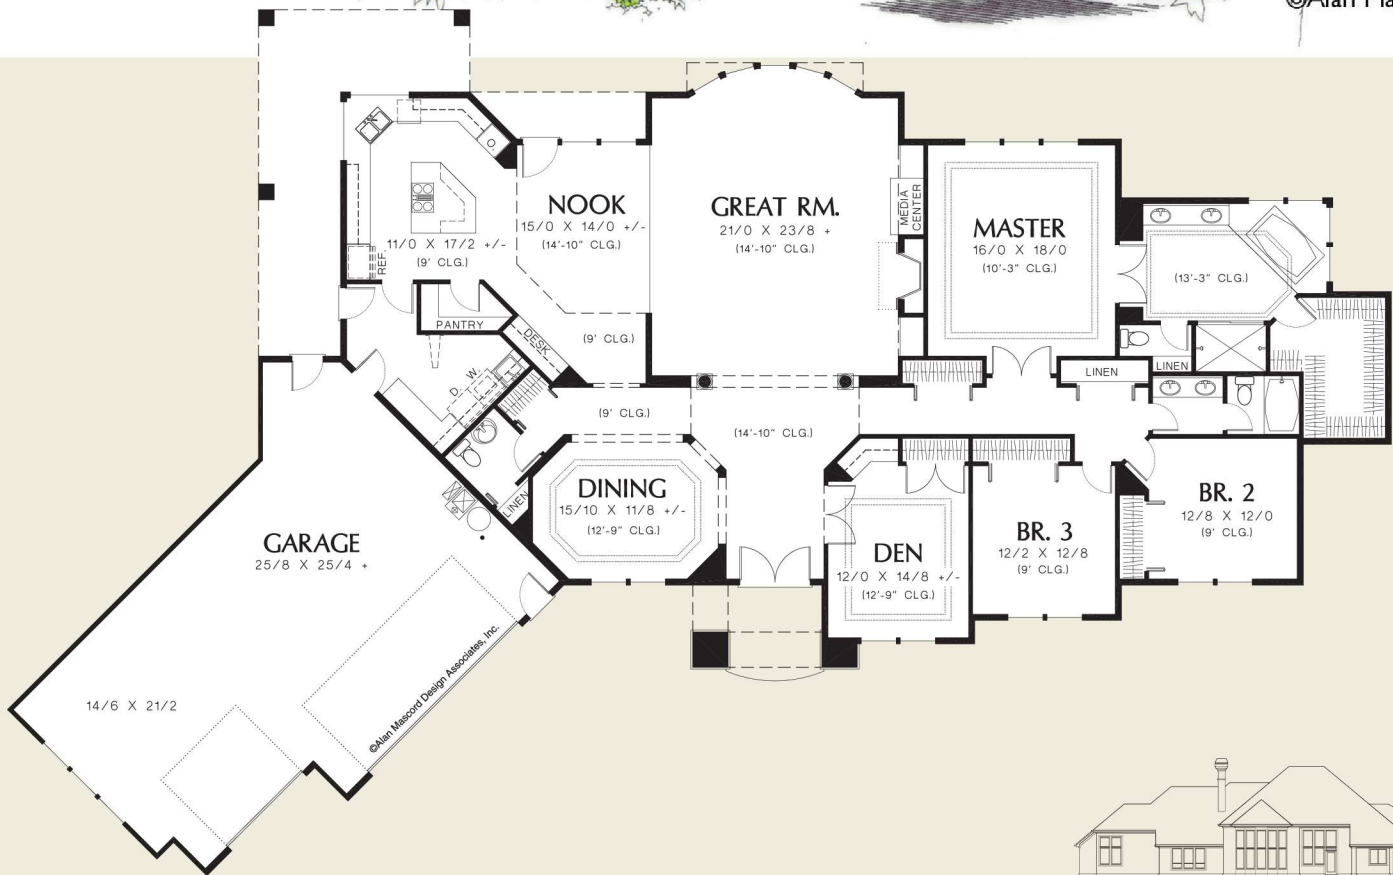 ©Alan
NOOK
15/0 X 14/0 +/-
(14'-10" CLG.)
GREAT RM.
21/0 X 23/8 +
(14'-10" CLG.)
MEDIA
CENTER
MASTER
16/0 X 18/0
(10'-3" CLG.)
(13'-3" CLG.)
11/0 X 17/2 +/-
(9' CLG.)
REF.
PANTRY
DESK
(9' CLG.)
D.
W.
LINEN
LINEN
(9' CLG.)
(14'-10" CLG.)
DINING
15/10 X 11/8 +/-
(12'-9" CLG.)
LINEN
GARAGE
25/8 X 25/4 +
DEN
12/0 X 14/8 +/-
(12'-9" CLG.)
BR. 3
12/2 X 12/8
(9' CLG.)
BR. 2
12/8 X 12/0
(9' CLG.)
14/6 X 21/2
©Alan Mascord Design Associates, Inc.